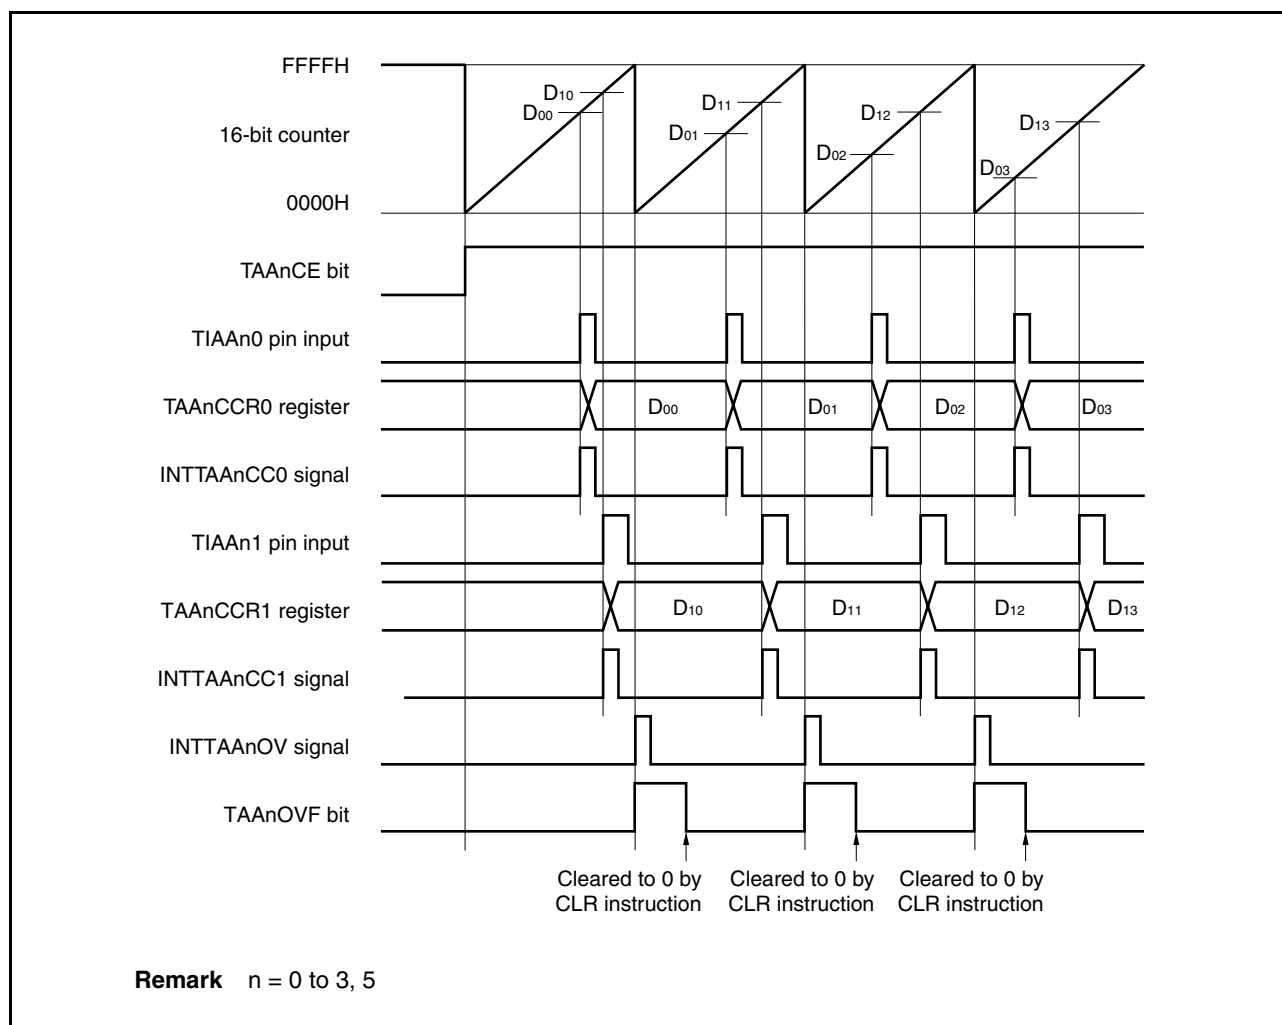 FFFFH
16-bit counter
0000H
D10
D00
D11
D01
D12
D02
D13
D03
TAAnCE bit
TIAAn0 pin input
TAAnCCR0 register
D00
D01
D02
D03
INTTAAnCC0 signal
TIAAn1 pin input
TAAnCCR1 register
D10
D11
D12
D13
INTTAAnCC1 signal
INTTAAnOV signal
TAAnOVF bit
Cleared to 0 by
CLR instruction
Cleared to 0 by
CLR instruction
Cleared to 0 by
CLR instruction
Remark n = 0 to 3, 5